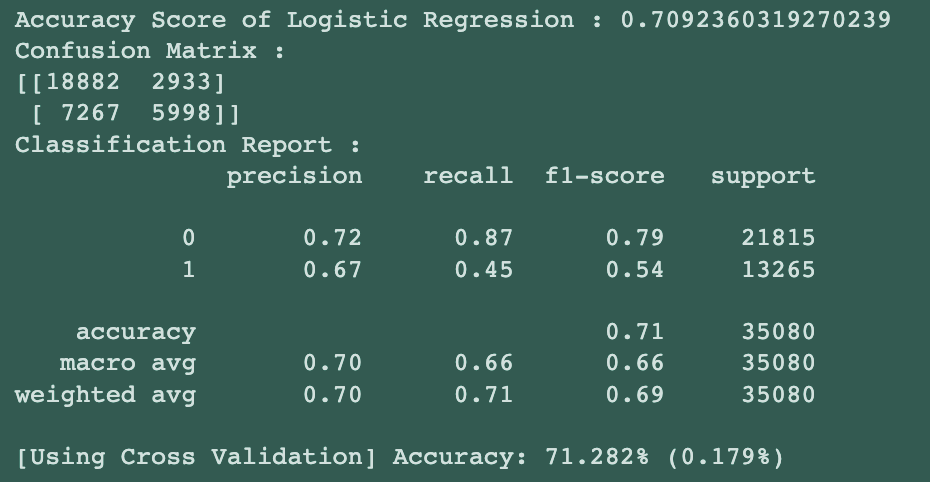 Accuracy Score of Logistic Regression : 0.7092360319270239
Confusion Matrix :
[[18882  2933]
 [ 7267  5998]]
Classification Report :
              precision    recall  f1-score   support

           0       0.72      0.87      0.79     21815
           1       0.67      0.45      0.54     13265

    accuracy                           0.71     35080
   macro avg       0.70      0.66      0.66     35080
weighted avg       0.70      0.71      0.69     35080

[Using Cross Validation] Accuracy: 71.282% (0.179%)